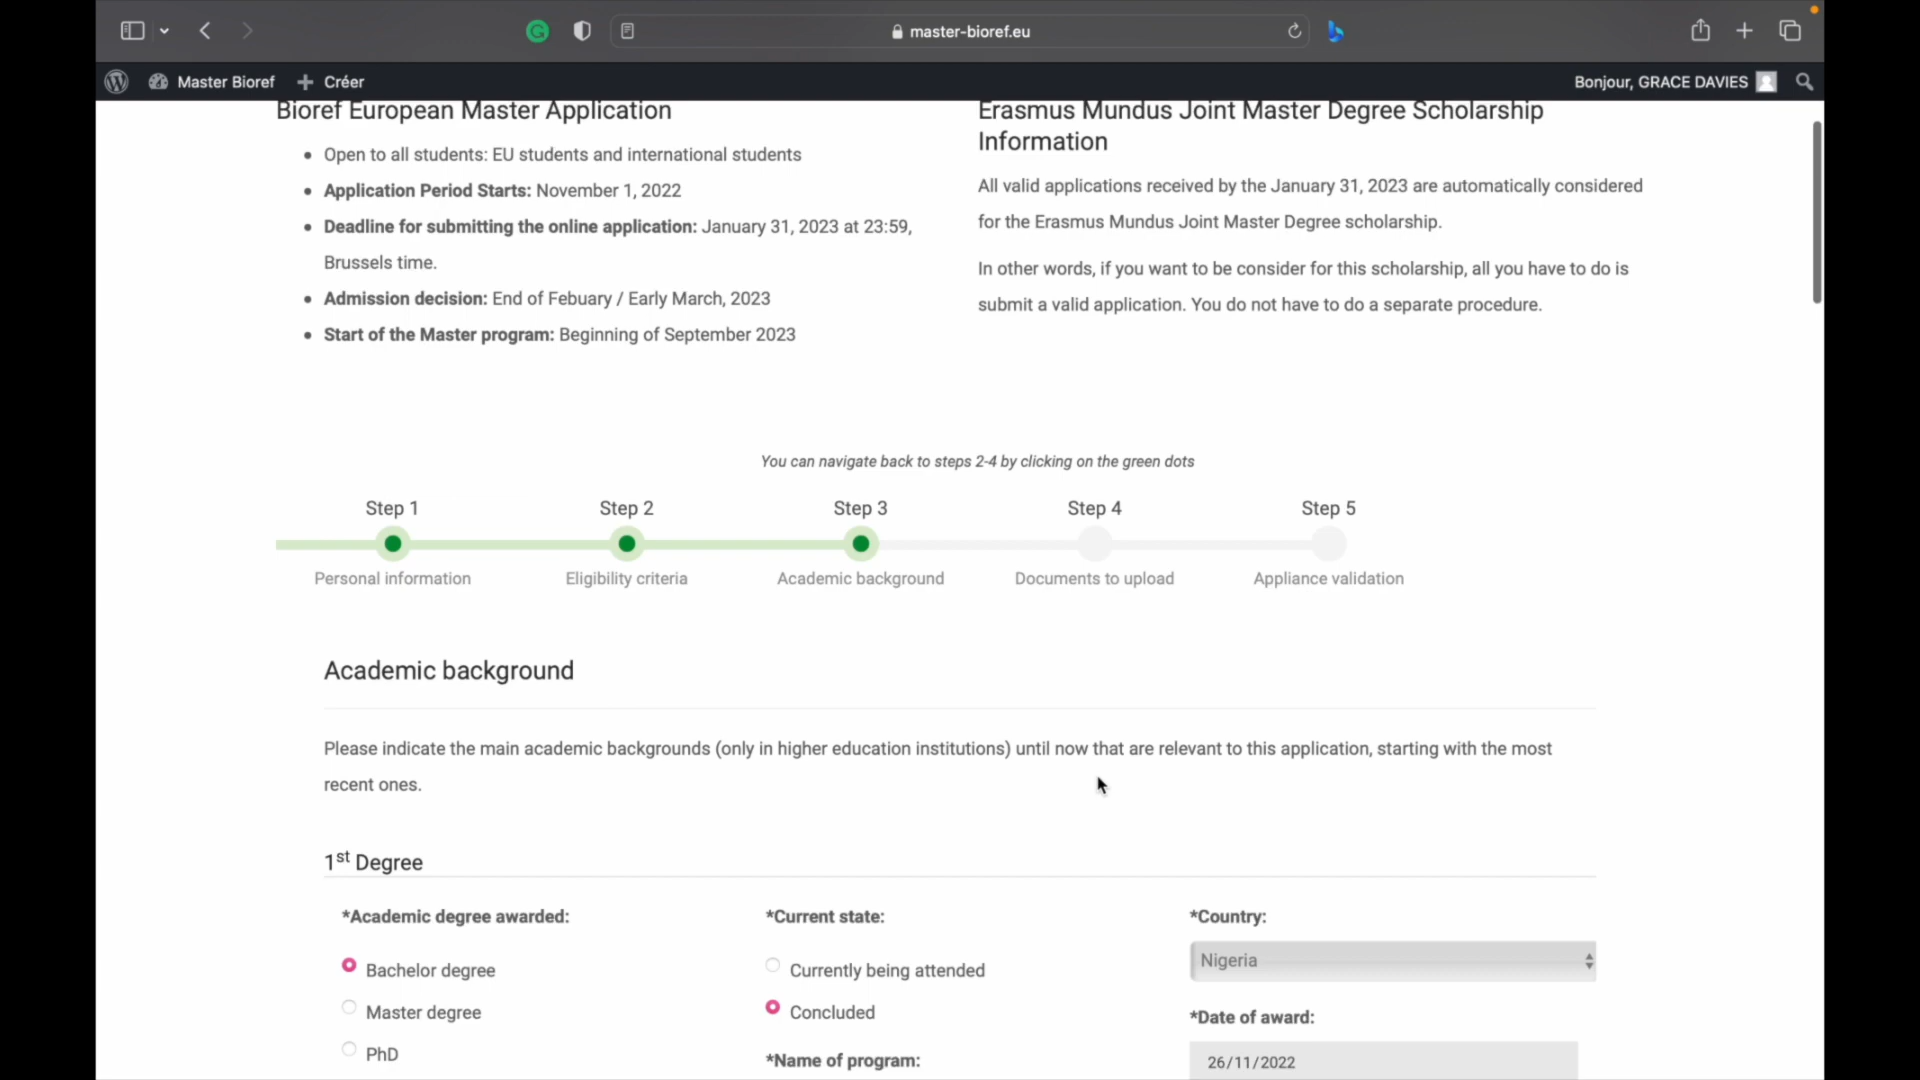 master-bioref.eu
Master Bioref
Créer
Bonjour, GRACE DAVIES
Bioref European Master Application
Open to all students: EU students and international students
Application Period Starts: November 1, 2022
Deadline for submitting the online application: January 31, 2023 at 23:59,
Brussels time.
Admission decision: End of Febuary / Early March, 2023
Start of the Master program: Beginning of September 2023
Erasmus Mundus Joint Master Degree Scholarship
Information
All valid applications received by the January 31, 2023 are automatically considered
for the Erasmus Mundus Joint Master Degree scholarship.
In other words, if you want to be consider for this scholarship, all you have to do is
submit a valid application. You do not have to do a separate procedure.
You can navigate back to steps 2-4 by clicking on the green dots
Step 1
Step 2
Step 3
Step 4
Step 5
Personal information
Eligibility criteria
Academic background
Documents to upload
Appliance validation
Academic background
Please indicate the main academic backgrounds (only in higher education institutions) until now that are relevant to this application, starting with the most
recent ones.
1st Degree
*Academic degree awarded:
Bachelor degree
Master degree
PhD
*Current state:
Currently being attended
Concluded
*Name of program:
*Country:
Nigeria
*Date of award:
26/11/2022